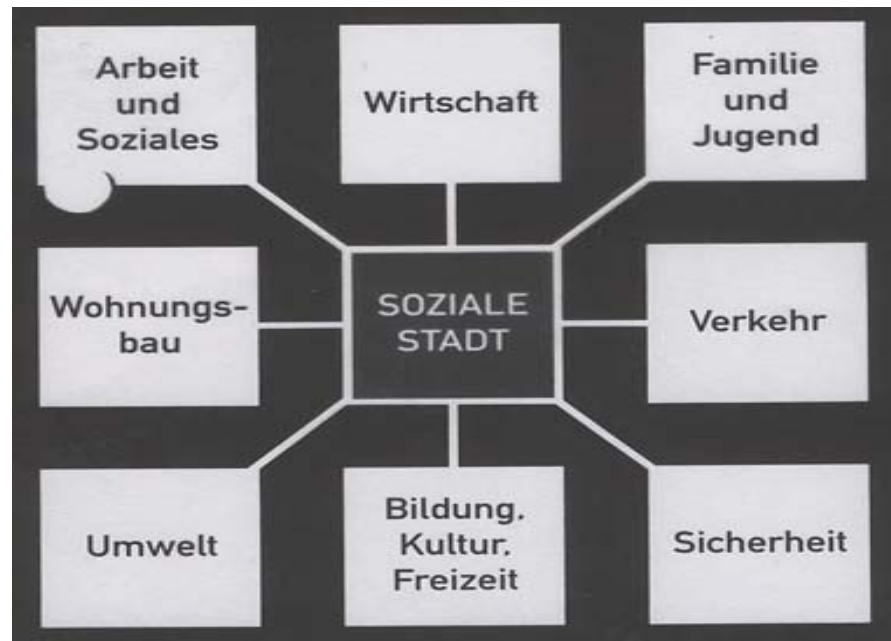 Arbeit
und
Soziales
Wirtschaft
Familie
und
Jugend
Wohnungs-
bau
SOZIALE
STADT
Verkehr
Umwelt
Bildung,
Kultur,
Freizeit
Sicherheit